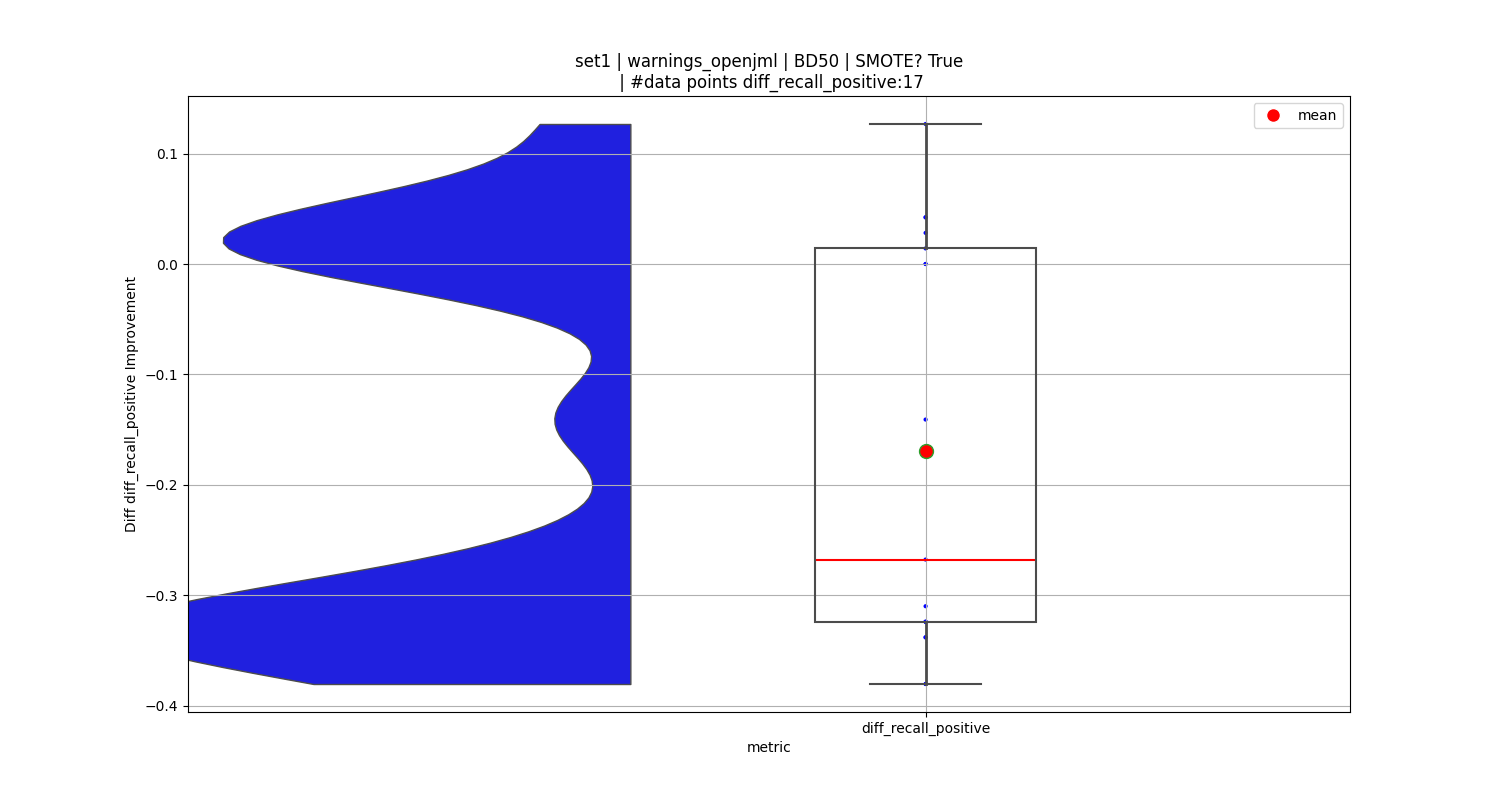 set1 | warnings_openjml | BD50 | SMOTE? True
| #data points diff_recall_positive:17
mean
0.1
0.0
−0.1
−0.2
−0.3
−0.4
Diff diff_recall_positive Improvement
diff_recall_positive
metric